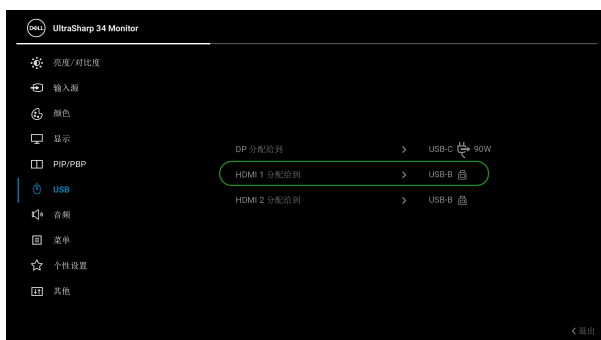 DELL UltraSharp 34 Monitor
亮度/对比度
输入源
颜色
显示
DP 分配给到 USB-C 90W
PIP/PBP
HDMI 1 分配给到 USB-B
USB
HDMI 2 分配给到 USB-B
音频
菜单
个性设置
其他
退出